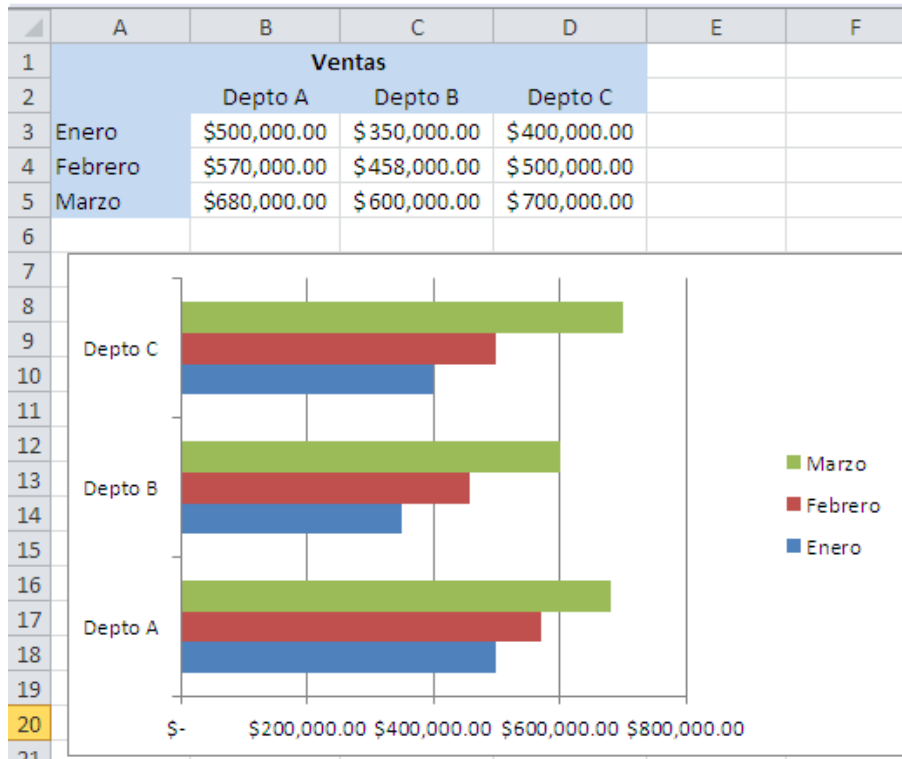 A B C D E F
1 Ventas
2 Depto A Depto B Depto C
3 Enero $500,000.00 $350,000.00 $400,000.00
4 Febrero $570,000.00 $458,000.00 $500,000.00
5 Marzo $680,000.00 $600,000.00 $700,000.00
6
7
8
9
10
11
12
13
14
15
16
17
18
19
20
21
Depto C
Depto B
Depto A
$- $200,000.00 $400,000.00 $600,000.00 $800,000.00
Marzo
Febrero
Enero